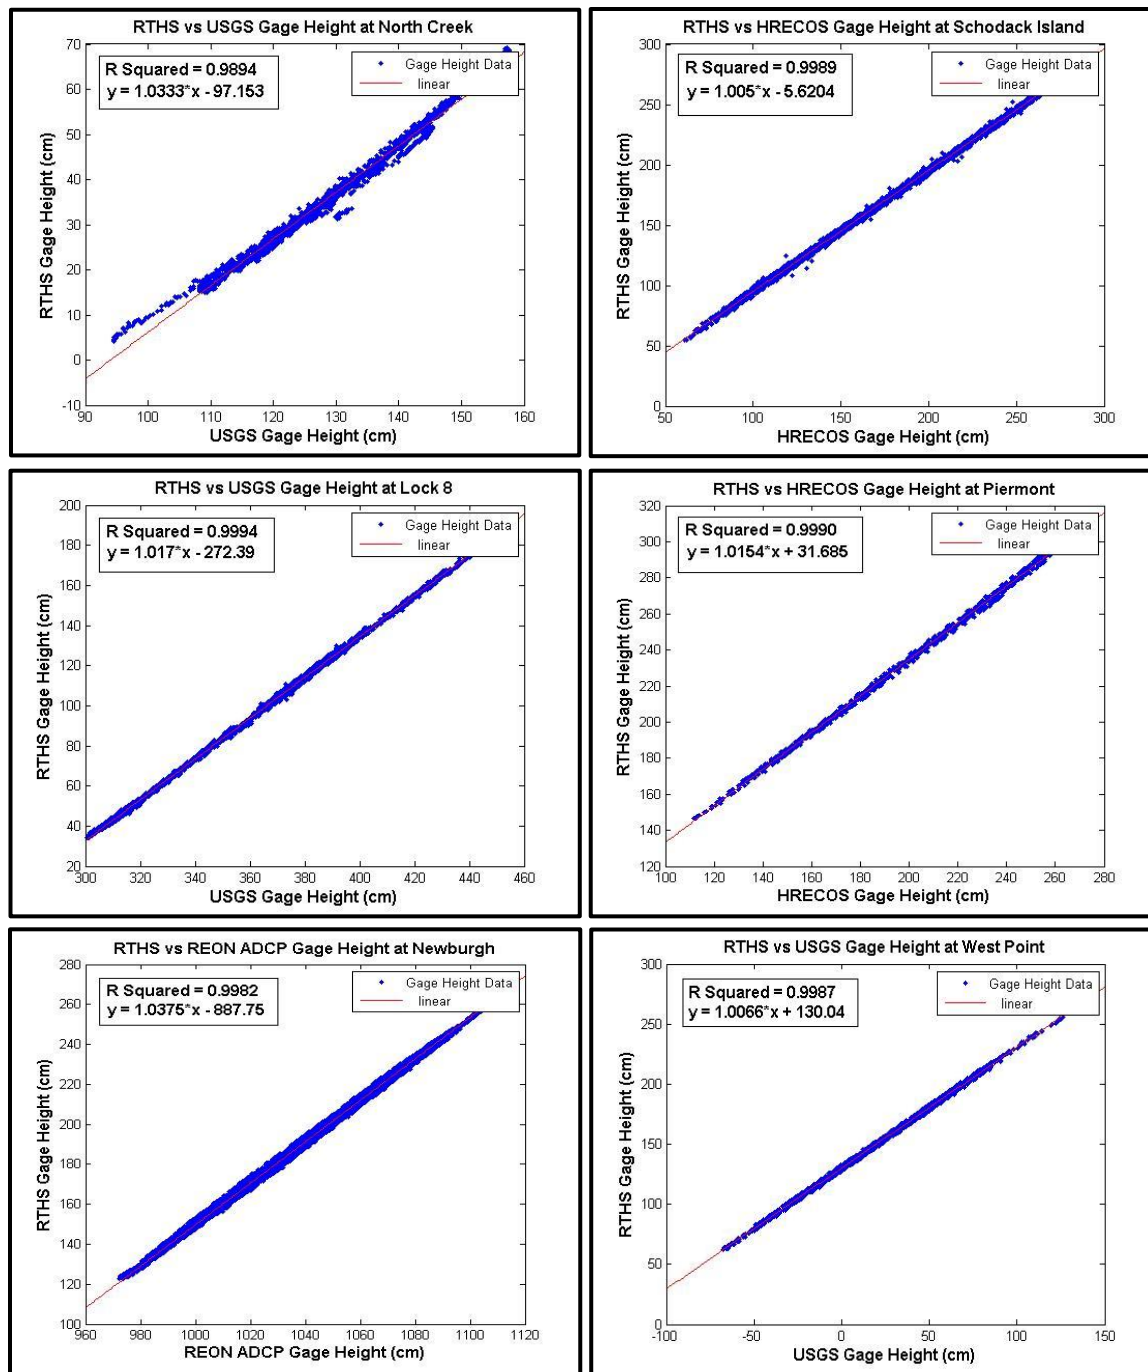 RTHS vs USGS Gage Height at North Creek
R Squared = 0.9894
y = 1.0333*x - 97.153
Gage Height Data
linear
RTHS Gage Height (cm)
70
60
50
40
30
20
10
0
-10
90 100 110 120 130 140 150 160
USGS Gage Height (cm)
RTHS vs HRECOS Gage Height at Schodack Island
R Squared = 0.9989
y = 1.005*x - 5.6204
Gage Height Data
linear
RTHS Gage Height (cm)
300
250
200
150
100
50
0
50 100 150 200 250 300
HRECOS Gage Height (cm)
RTHS vs USGS Gage Height at Lock 8
R Squared = 0.9994
y = 1.017*x - 272.39
Gage Height Data
linear
RTHS Gage Height (cm)
200
180
160
140
120
100
80
60
40
20
300 320 340 360 380 400 420 440 460
USGS Gage Height (cm)
RTHS vs HRECOS Gage Height at Piermont
R Squared = 0.9990
y = 1.0154*x + 31.685
Gage Height Data
linear
RTHS Gage Height (cm)
320
300
280
260
240
220
200
180
160
140
120
100 120 140 160 180 200 220 240 260 280
HRECOS Gage Height (cm)
RTHS vs REON ADCP Gage Height at Newburgh
R Squared = 0.9982
y = 1.0375*x - 887.75
Gage Height Data
linear
RTHS Gage Height (cm)
280
260
240
220
200
180
160
140
120
100
960 980 1000 1020 1040 1060 1080 1100 1120
REON ADCP Gage Height (cm)
RTHS vs USGS Gage Height at West Point
R Squared = 0.9987
y = 1.0066*x + 130.04
Gage Height Data
linear
RTHS Gage Height (cm)
300
250
200
150
100
50
0
-100 -50 0 50 100 150
USGS Gage Height (cm)